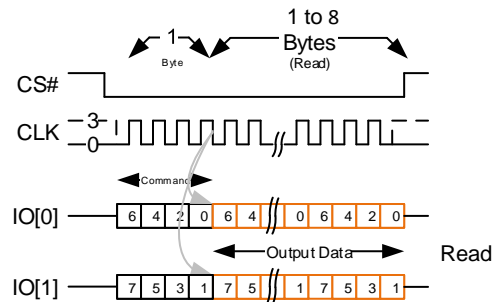 1 to 8
1
Bytes
Byte
(Read)
CS#
3
CLK
0
Command
IO[0] 6 4 2 0 6 4 0 6 4 2 0
Output Data
Read
IO[1] 7 5 3 1 7 5 1 7 5 3 1